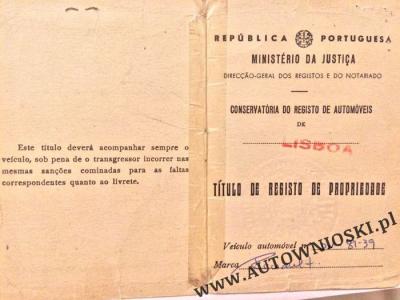 Este título deverá acompanhar sempre o
veículo, sob pena de o transgressor incorrer nas
mesmas sanções cominadas para as faltas
correspondentes quanto ao livrete.
REPÚBLICA PORTUGUESA
MINISTÉRIO DA JUSTIÇA
DIRECÇÃO-GERAL DOS REGISTOS E DO NOTARIADO
CONSERVATÓRIA DO REGISTO DE AUTOMÓVEIS
DE
LISBOA
TÍTULO DE REGISTO DE PROPRIEDADE
Veículo automóvel n.º 81-39
Marca
www.AUTOWNIOSKI.pl